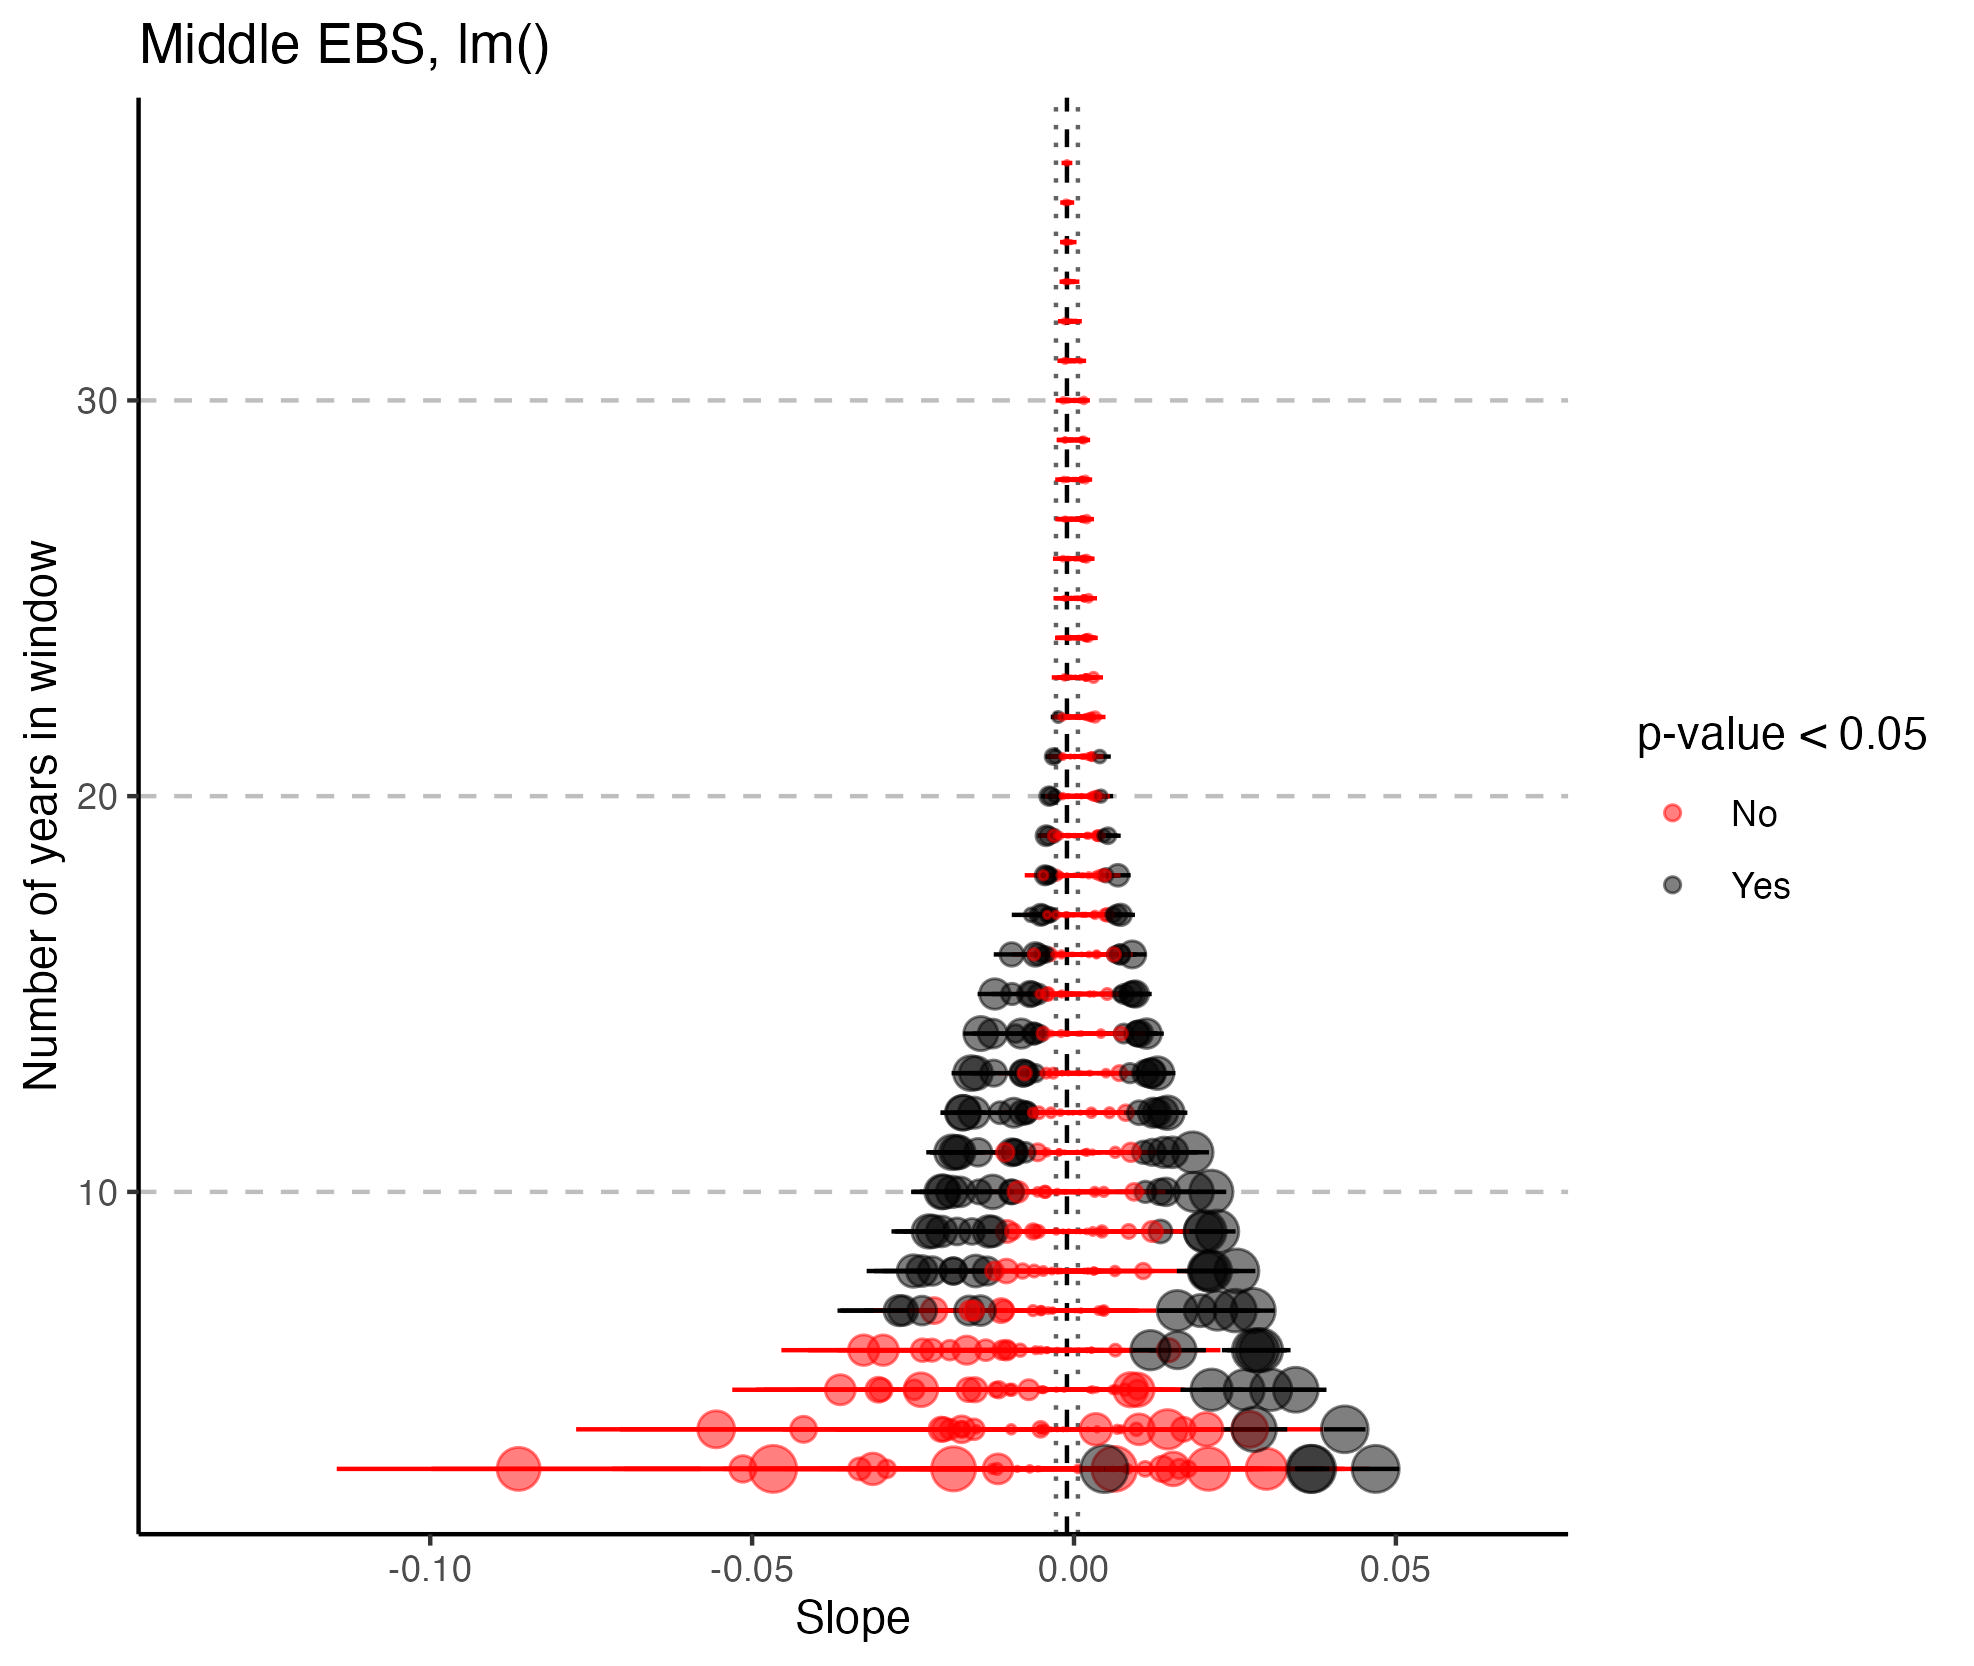 Middle EBS, lm()
Number of years in window
30
20
10
-0.10
-0.05
0.00
0.05
Slope
p-value < 0.05
No
Yes